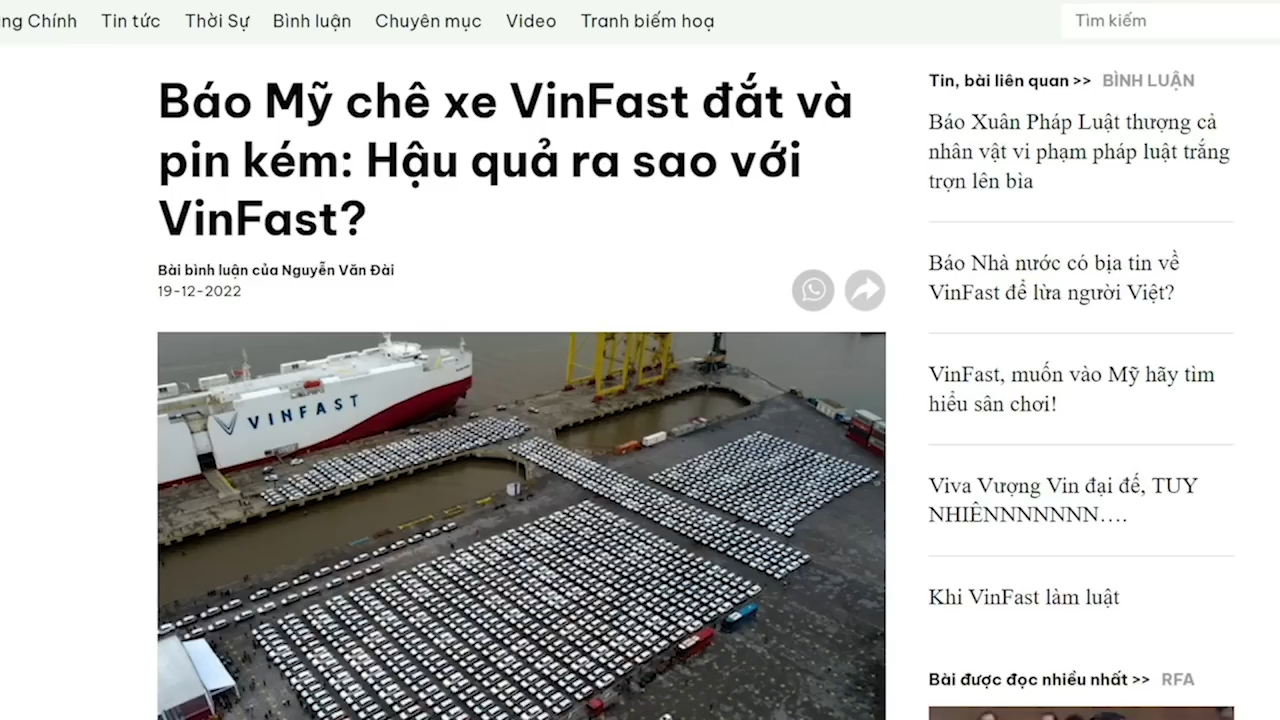 ng Chính Tin tức Thời Sự Bình luận Chuyên mục Video Tranh biếm hoạ
Tìm kiếm
Báo Mỹ chê xe VinFast đắt và
pin kém: Hậu quả ra sao với
VinFast?
Bài bình luận của Nguyễn Văn Đài
19-12-2022
VINFAST
Tin, bài liên quan >> BÌNH LUẬN
Báo Xuân Pháp Luật thượng cả
nhân vật vi phạm pháp luật trắng
trợn lên bìa
Báo Nhà nước có bịa tin về
VinFast để lừa người Việt?
VinFast, muốn vào Mỹ hãy tìm
hiểu sân chơi!
Viva Vượng Vin đại đế, TUY
NHIÊNNNNNNN….
Khi VinFast làm luật
Bài được đọc nhiều nhất >> RFA